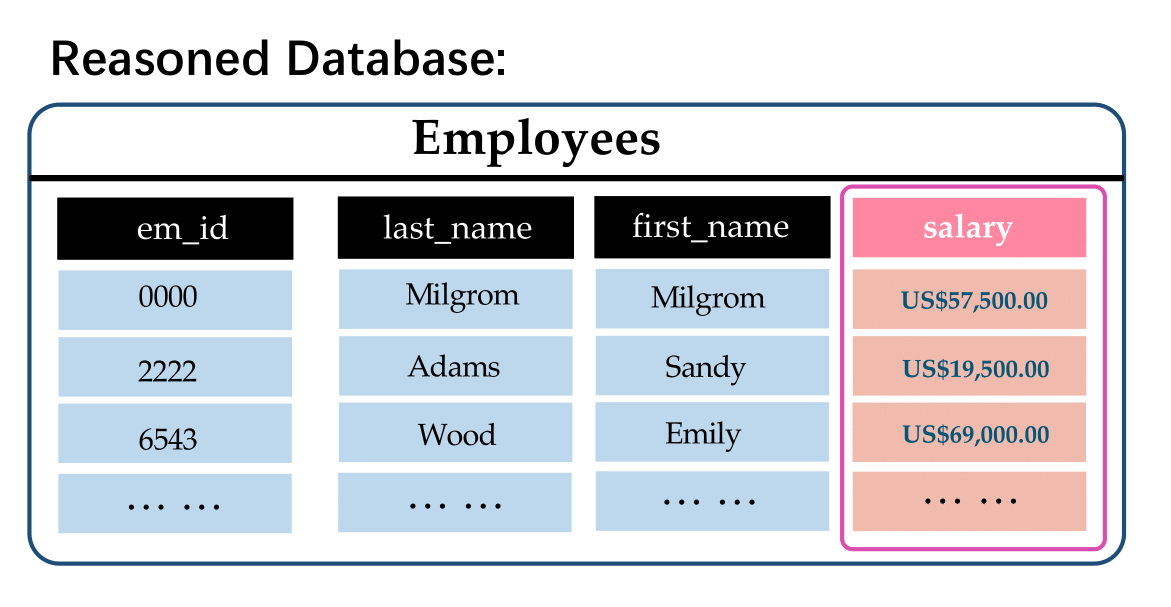 Reasoned Database:
Employees
em_id last_name first_name salary
0000 Milgrom Milgrom US$57,500.00
2222 Adams Sandy US$19,500.00
6543 Wood Emily US$69,000.00
... ... ... ... ... ... ... ...